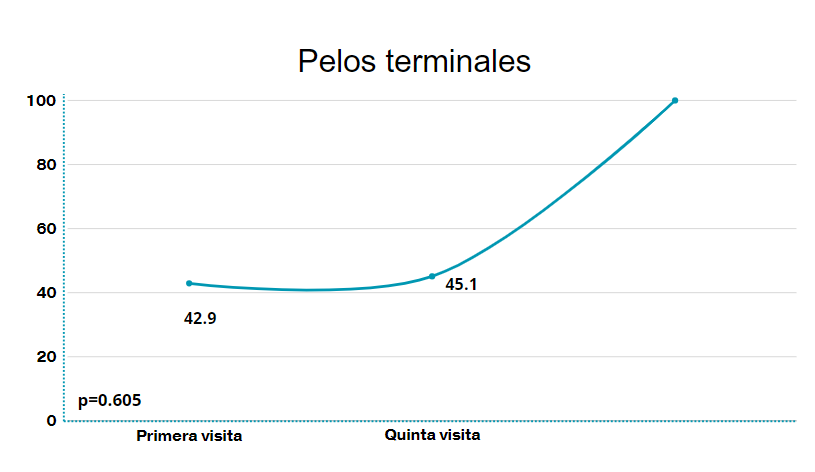 Pelos terminales
100
80
60
40
20
0
45.1
42.9
p=0.605
Primera visita
Quinta visita